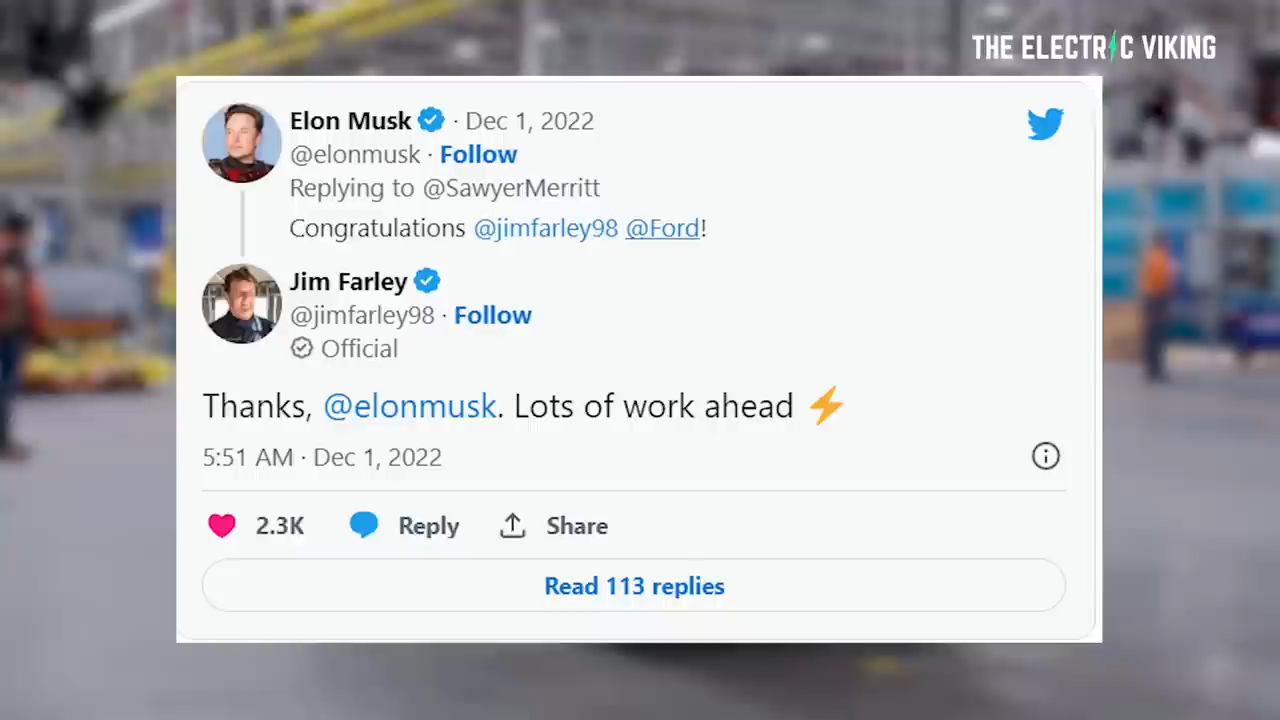 THE ELECTRIC VIKING
Elon Musk · Dec 1, 2022
@elonmusk · Follow
Replying to @SawyerMerritt
Congratulations @jimfarley98 @Ford!
Jim Farley
@jimfarley98 · Follow
Official
Thanks, @elonmusk. Lots of work ahead ⚡
5:51 AM · Dec 1, 2022
2.3K Reply Share
Read 113 replies